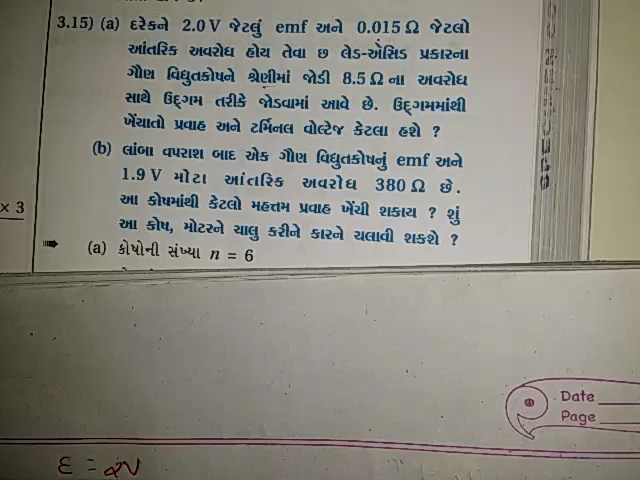 3.15) (a) દરેકને 2.0 V જેટલું emf અને 0.015 Ω જેટલો
આંતરિક અવરોધ હોય તેવા છ લેડ-ઍસિડ પ્રકારના
ગૌણ વિદ્યુતકોષને શ્રેણીમાં જોડી 8.5 Ω ના અવરોધ
સાથે ઉદ્‌ગમ તરીકે જોડવામાં આવે છે. ઉદ્‌ગમમાંથી
ખેંચાતો પ્રવાહ અને ટર્મિનલ વોલ્ટેજ કેટલા હશે ?
(b) લાંબા વપરાશ બાદ એક ગૌણ વિદ્યુતકોષનું emf અને
1.9 V મોટા આંતરિક અવરોધ 380 Ω છે.
આ કોષમાંથી કેટલો મહત્તમ પ્રવાહ ખેંચી શકાય ? શું
આ કોષ, મોટરને ચાલુ કરીને કારને ચલાવી શકશે ?
(a) કોષોની સંખ્યા n = 6
× 3
SPECIMEN CO
Date
Page
ε = 2V